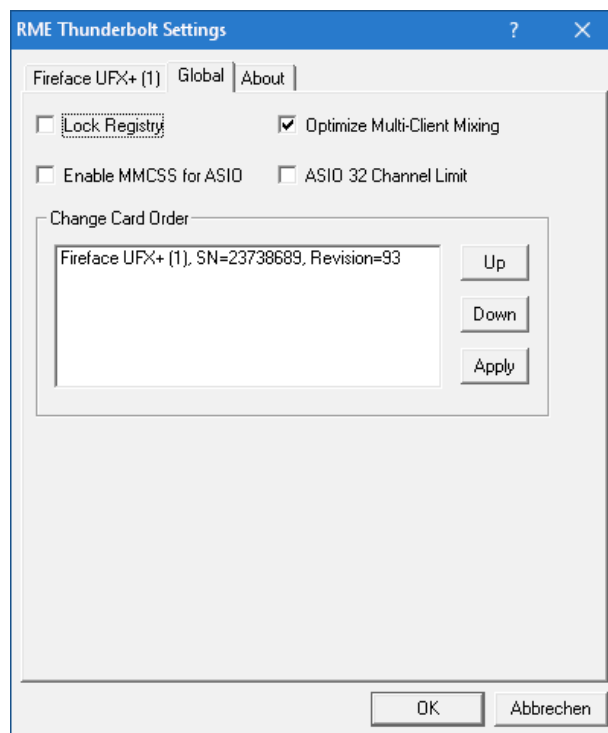 RME Thunderbolt Settings ? ✕
Fireface UFX+ (1) Global About
Lock Registry Optimize Multi-Client Mixing
Enable MMCSS for ASIO ASIO 32 Channel Limit
Change Card Order
Fireface UFX+ (1), SN=23738689, Revision=93
Up
Down
Apply
OK Abbrechen